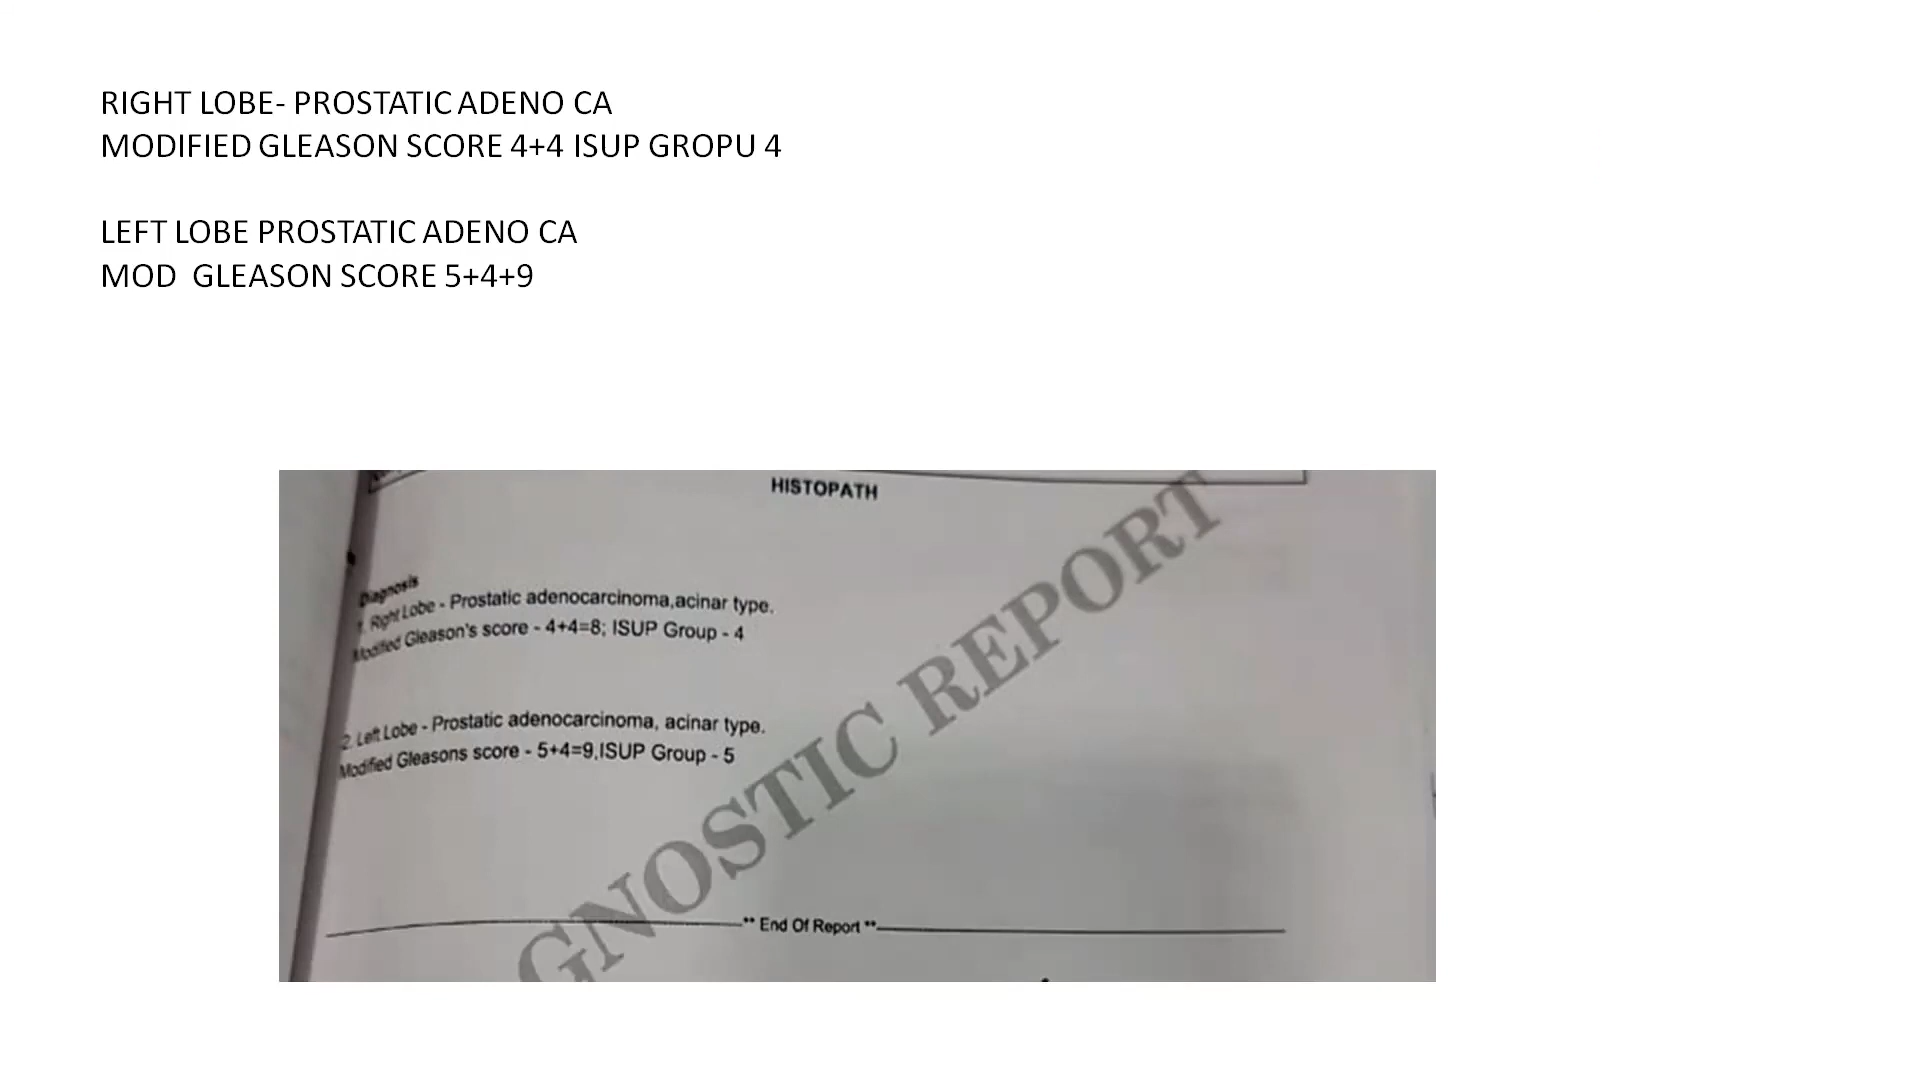 RIGHT LOBE- PROSTATIC ADENO CA
MODIFIED GLEASON SCORE 4+4 ISUP GROPU 4
LEFT LOBE PROSTATIC ADENO CA
MOD  GLEASON SCORE 5+4+9
HISTOPATH
Diagnosis
1. Right Lobe - Prostatic adenocarcinoma,acinar type.
Modified Gleason's score - 4+4=8; ISUP Group - 4
2. Left Lobe - Prostatic adenocarcinoma, acinar type.
Modified Gleasons score - 5+4=9,ISUP Group - 5
GNOSTIC REPORT
** End Of Report **